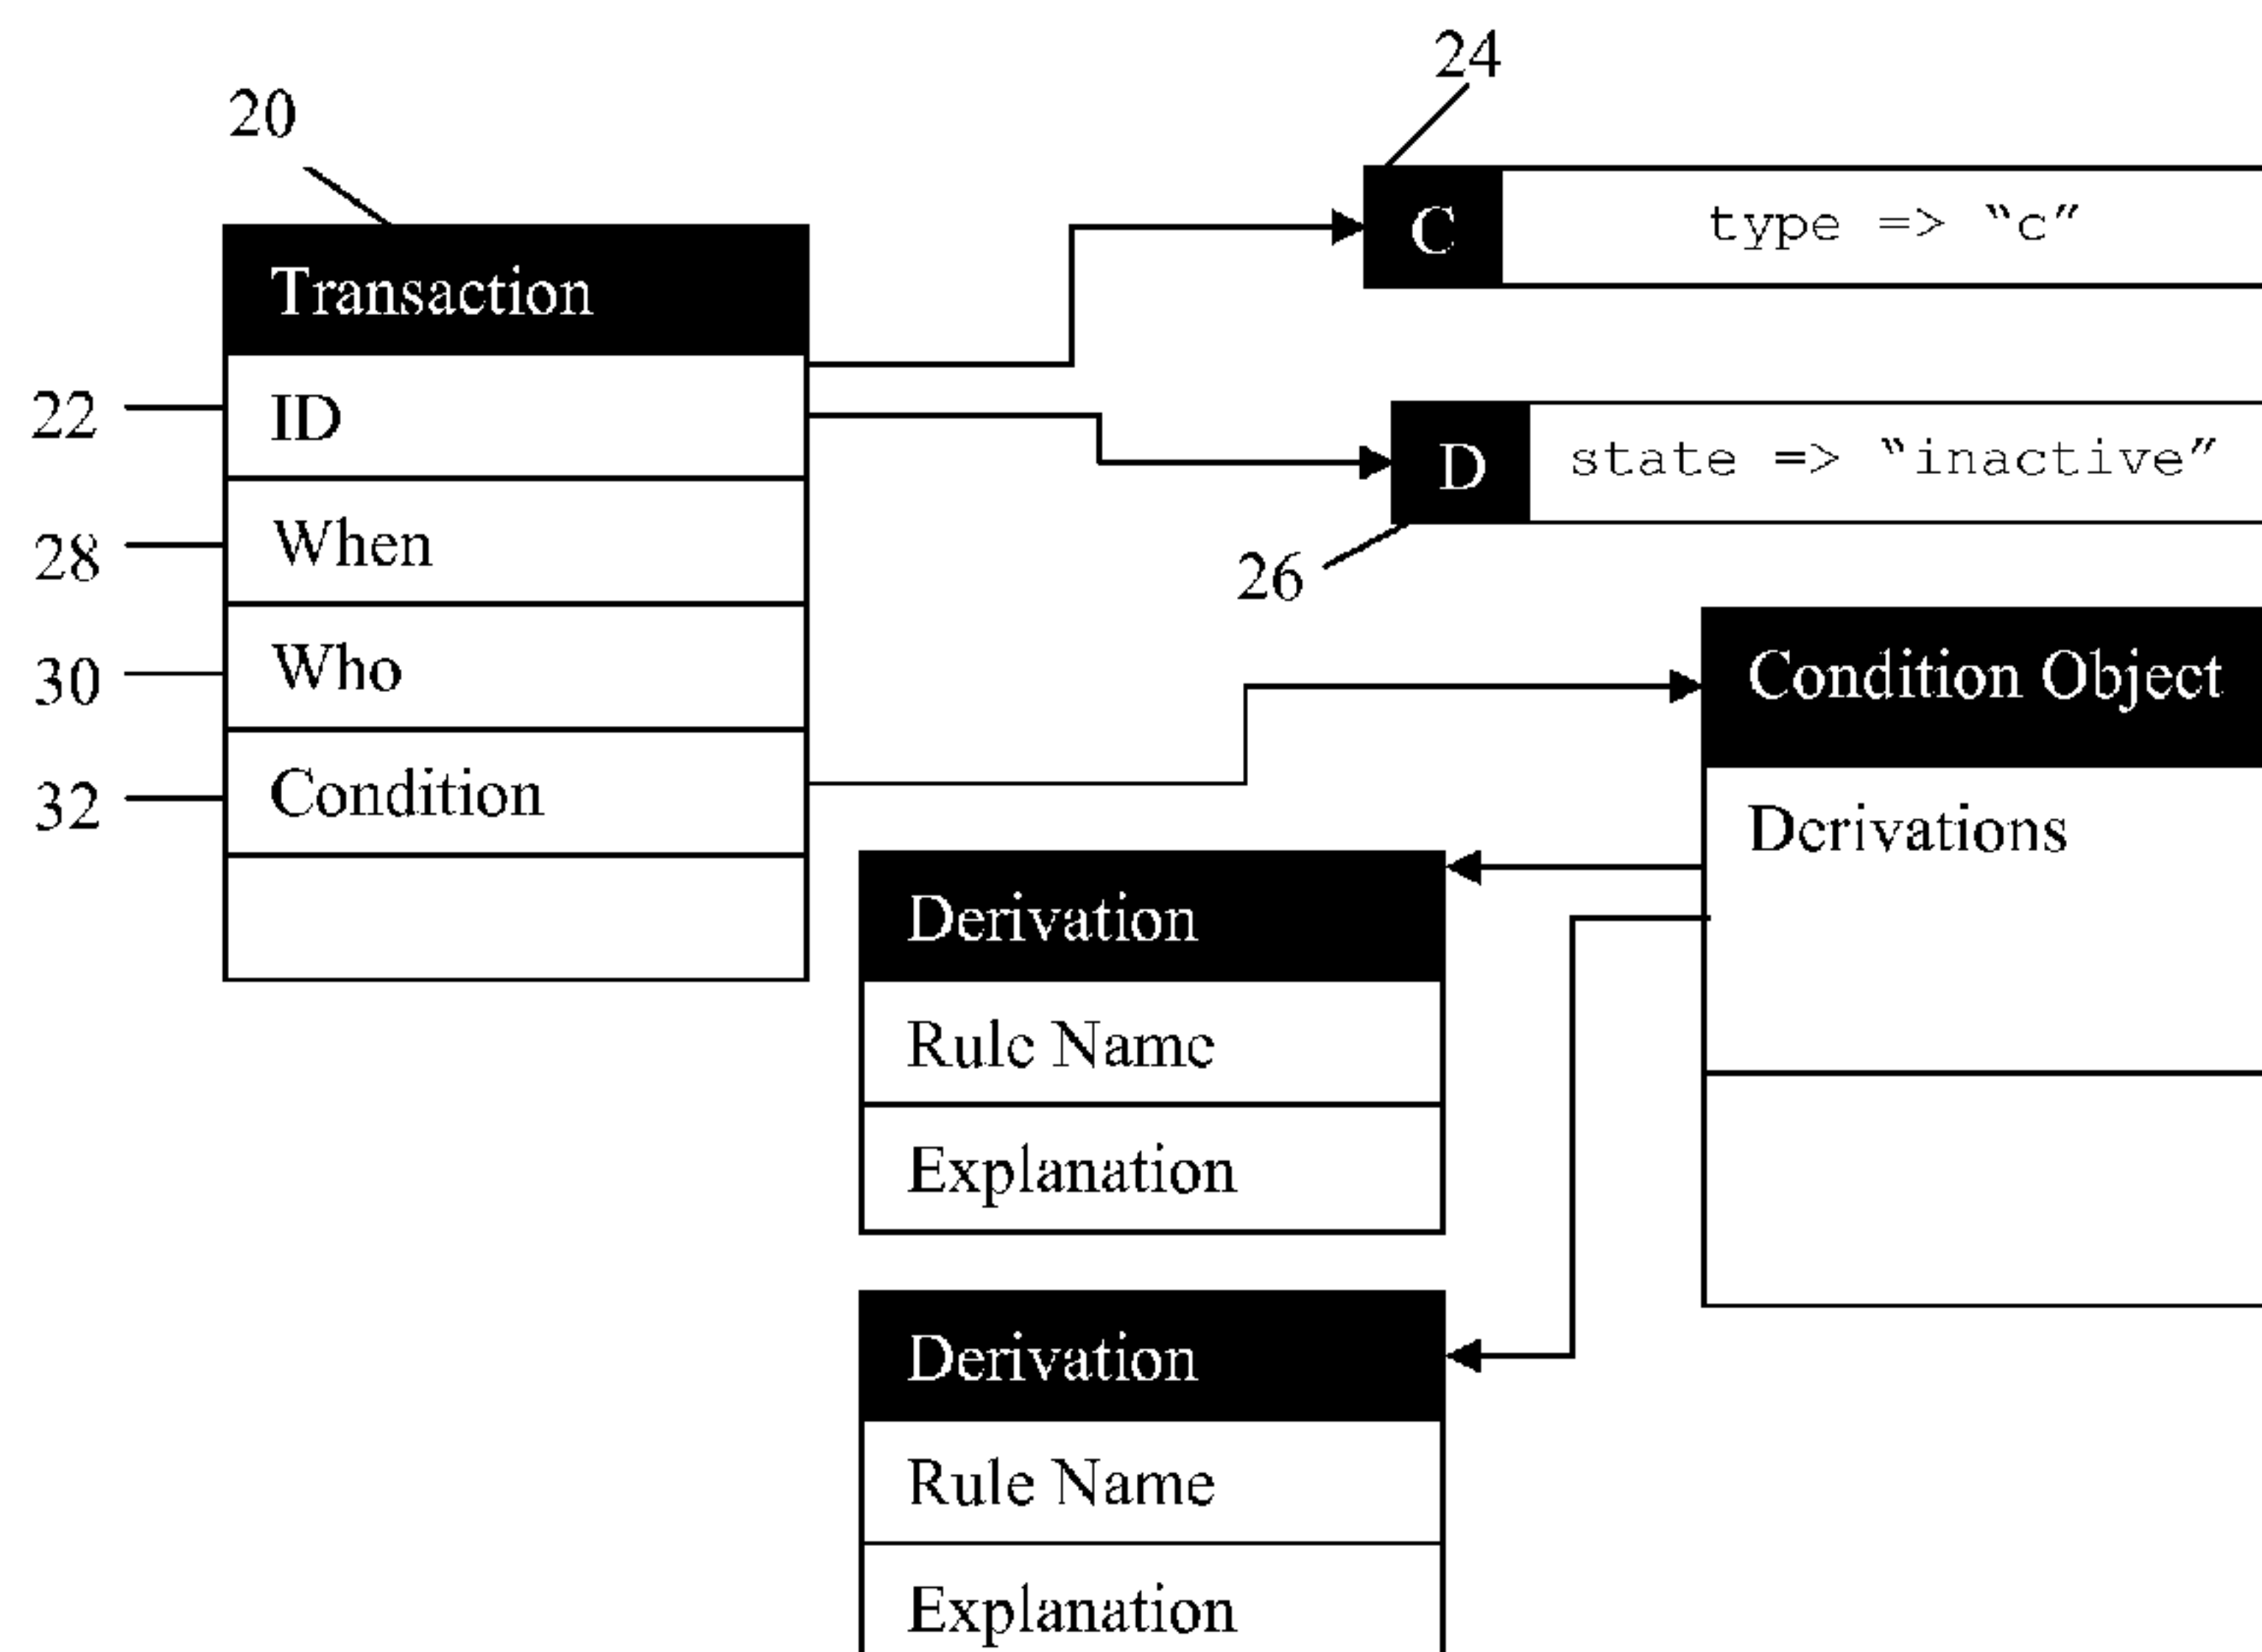 24
20
C type => “c”
Transaction
22 ID
D state => “inactive”
28 When
26
30 Who
Condition Object
32 Condition
Derivations
Derivation
Rule Name
Explanation
Derivation
Rule Name
Explanation